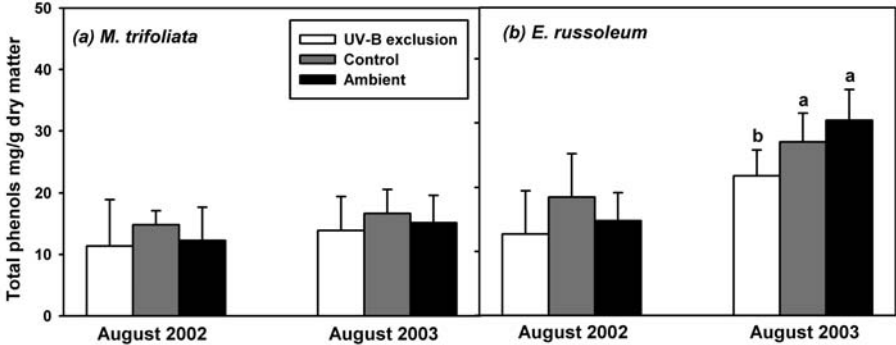 50
40
30
20
10
0
Total phenols mg/g dry matter
(a) M. trifoliata
UV-B exclusion
Control
Ambient
August 2002
August 2003
(b) E. russoleum
b
a
a
August 2002
August 2003